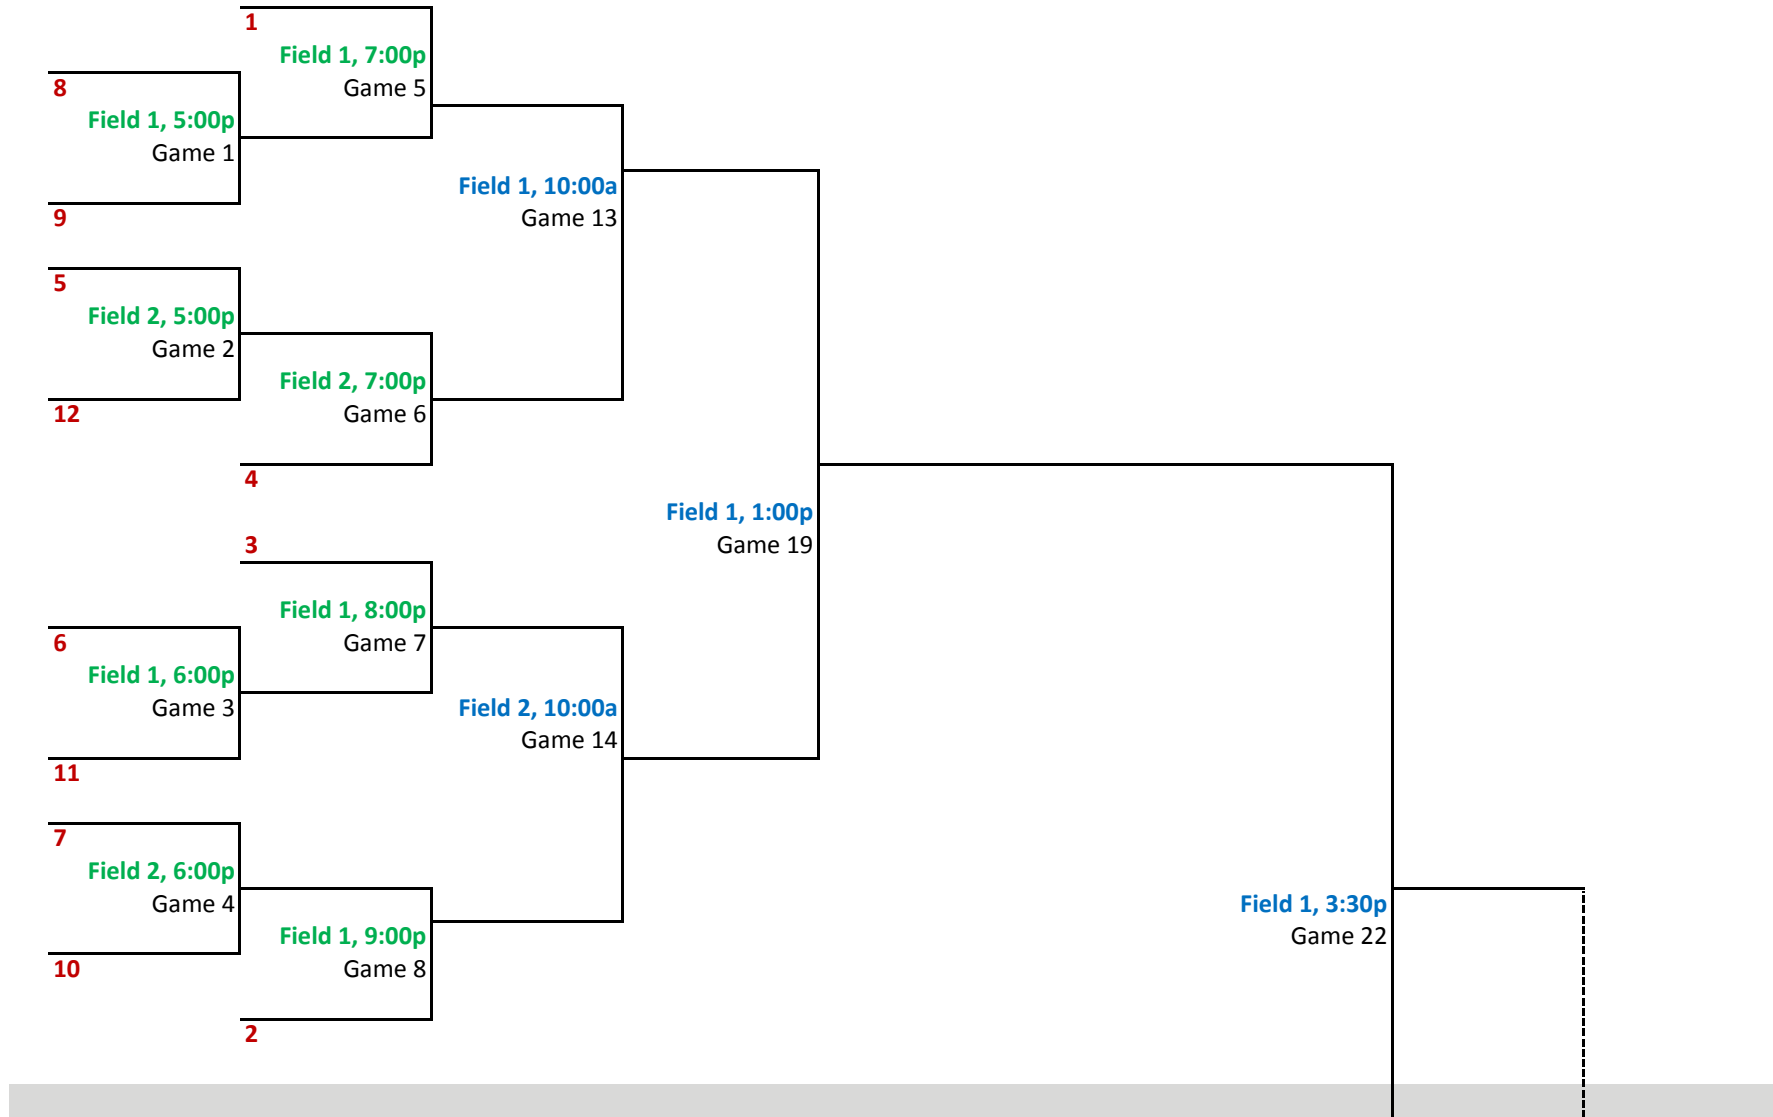 1
Field 1, 7:00p
Game 5
8
Field 1, 5:00p
Game 1
9
Field 1, 10:00a
Game 13
5
Field 2, 5:00p
Game 2
12
Field 2, 7:00p
Game 6
4
Field 1, 1:00p
Game 19
3
Field 1, 8:00p
Game 7
6
Field 1, 6:00p
Game 3
11
Field 2, 10:00a
Game 14
7
Field 2, 6:00p
Game 4
10
Field 1, 9:00p
Game 8
2
Field 1, 3:30p
Game 22